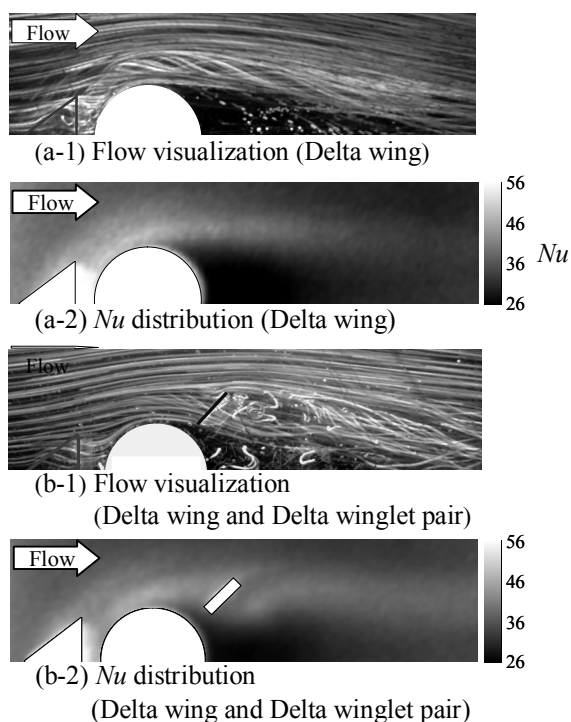 Flow
(a-1) Flow visualization (Delta wing)
Flow
56
46
36
26
Nu
(a-2) Nu distribution (Delta wing)
Flow
(b-1) Flow visualization
(Delta wing and Delta winglet pair)
Flow
56
46
36
26
(b-2) Nu distribution
(Delta wing and Delta winglet pair)